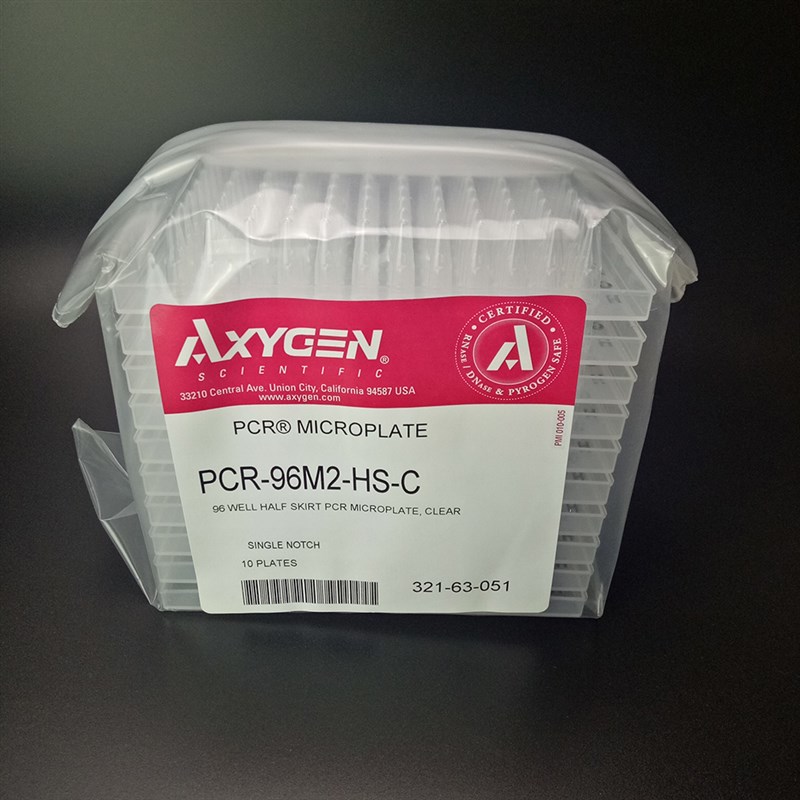 AXYGEN®
SCIENTIFIC
33210 Central Ave. Union City, California 94587 USA
www.axygen.com
• CERTIFIED •
RNASE / DNASE & PYROGEN SAFE
A
PMI 010-005
PCR® MICROPLATE
PCR-96M2-HS-C
96 WELL HALF SKIRT PCR MICROPLATE, CLEAR
SINGLE NOTCH
10 PLATES
321-63-051